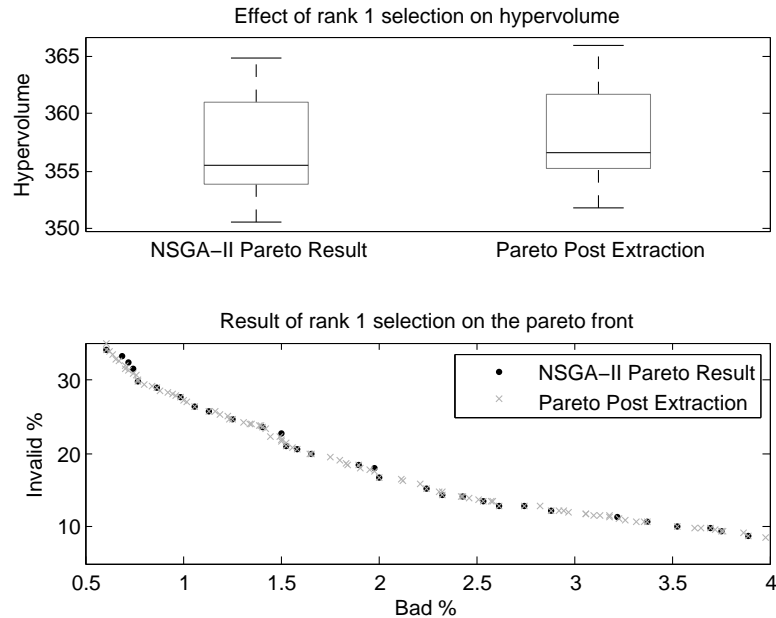 Effect of rank 1 selection on hypervolume
365
360
355
350
Hypervolume
NSGA−II Pareto Result
Pareto Post Extraction
Result of rank 1 selection on the pareto front
30
20
10
Invalid %
NSGA−II Pareto Result
Pareto Post Extraction
0.5 1 1.5 2 2.5 3 3.5 4
Bad %